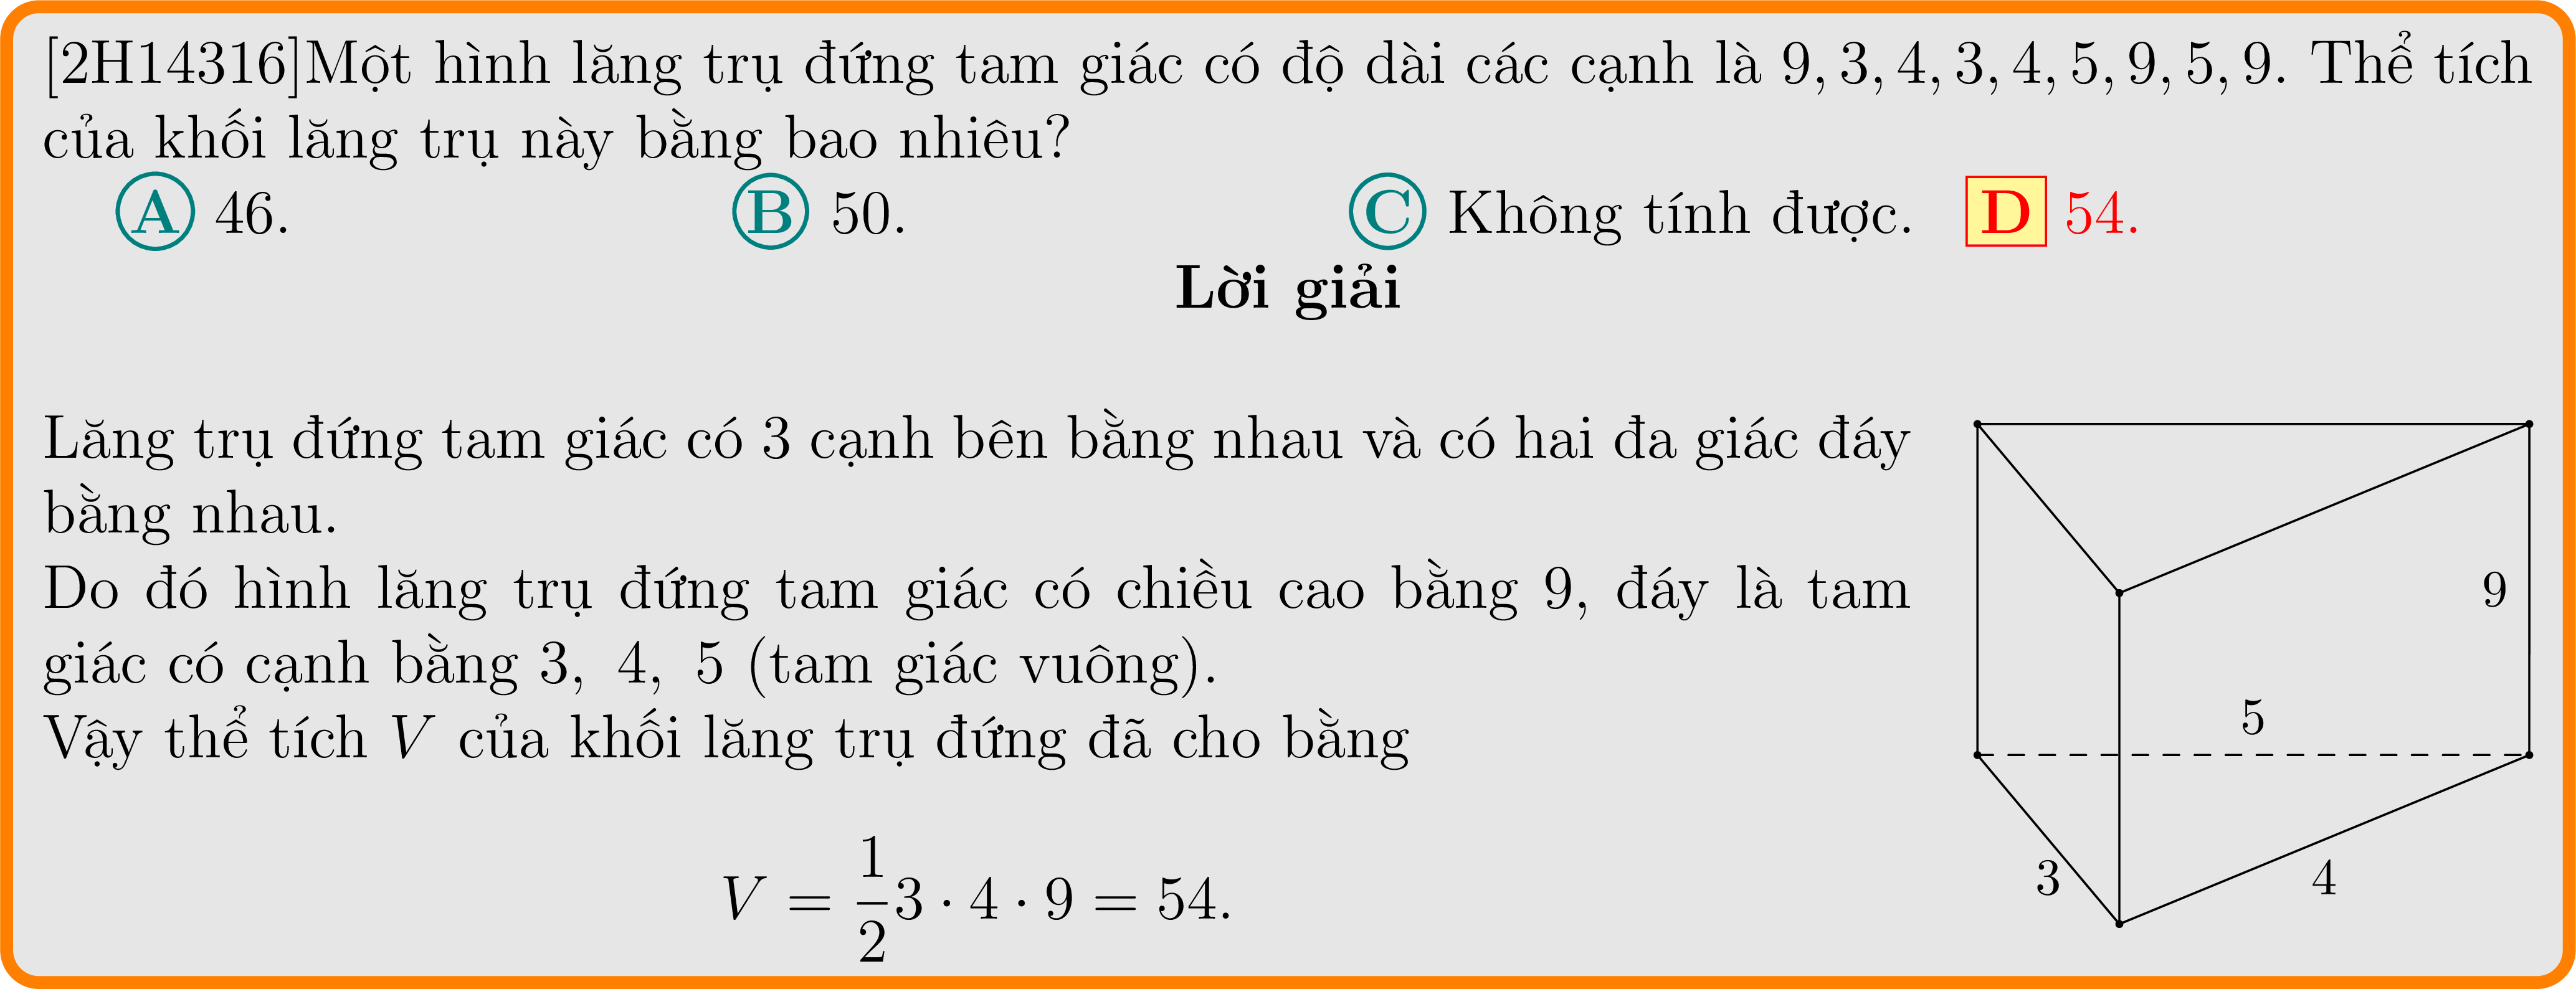 [2H14316]Một hình lăng trụ đứng tam giác có độ dài các cạnh là 9, 3, 4, 3, 4, 5, 9, 5, 9. Thể tích
của khối lăng trụ này bằng bao nhiêu?
A 46. B 50. C Không tính được. D 54.
Lời giải
Lăng trụ đứng tam giác có 3 cạnh bên bằng nhau và có hai đa giác đáy
bằng nhau.
Do đó hình lăng trụ đứng tam giác có chiều cao bằng 9, đáy là tam
giác có cạnh bằng 3, 4, 5 (tam giác vuông).
Vậy thể tích V của khối lăng trụ đứng đã cho bằng
V = \frac{1}{2}3 · 4 · 9 = 54.
9
5
3
4